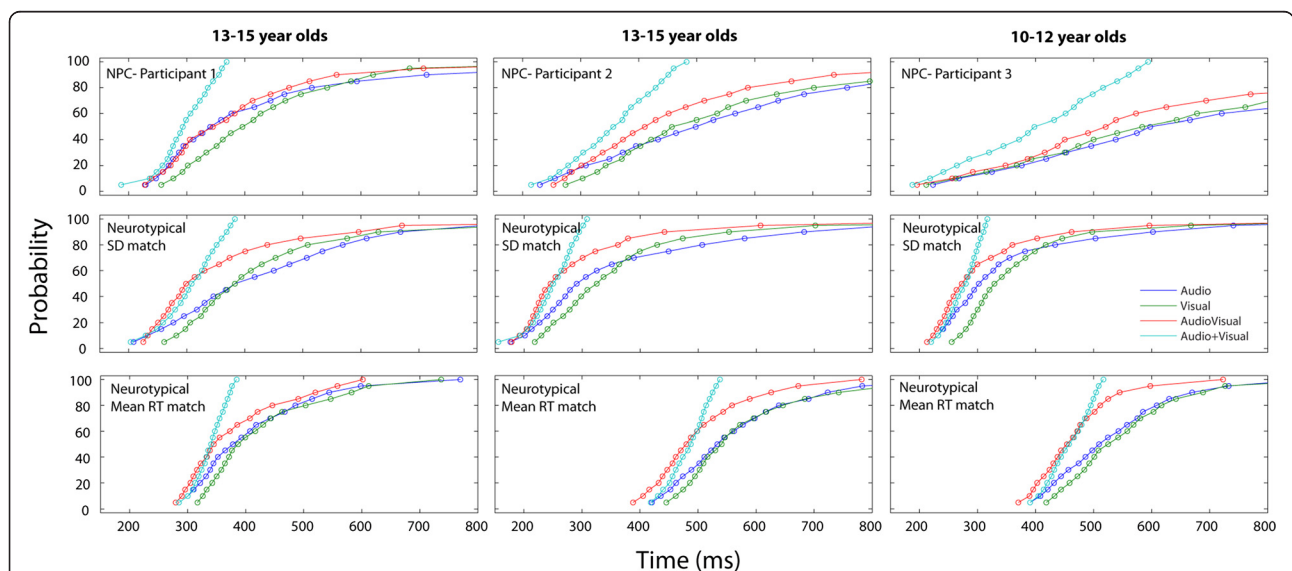 13-15 year olds
13-15 year olds
10-12 year olds
NPC- Participant 1
NPC- Participant 2
NPC- Participant 3
100
80
60
40
20
0
Neurotypical
SD match
Neurotypical
SD match
Neurotypical
SD match
100
80
60
40
20
0
Probability
Audio
Visual
AudioVisual
Audio+Visual
Neurotypical
Mean RT match
Neurotypical
Mean RT match
Neurotypical
Mean RT match
100
80
60
40
20
0
200 300 400 500 600 700 800
200 300 400 500 600 700 800
200 300 400 500 600 700 800
Time (ms)